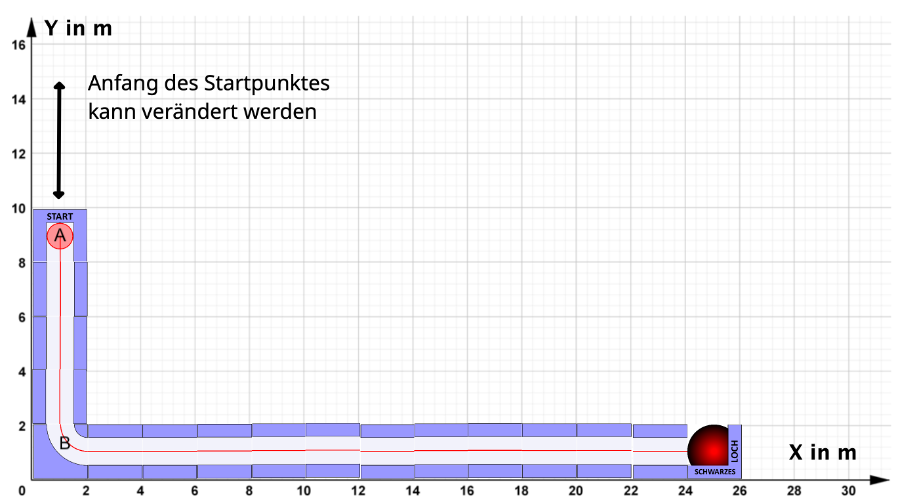 Y in m
16
Anfang des Startpunktes
14
kann verändert werden
12
10
START
A
8
6
4
2
B
LOCH
X in m
SCHWARZES
0 2 4 6 8 10 12 14 16 18 20 22 24 26 28 30